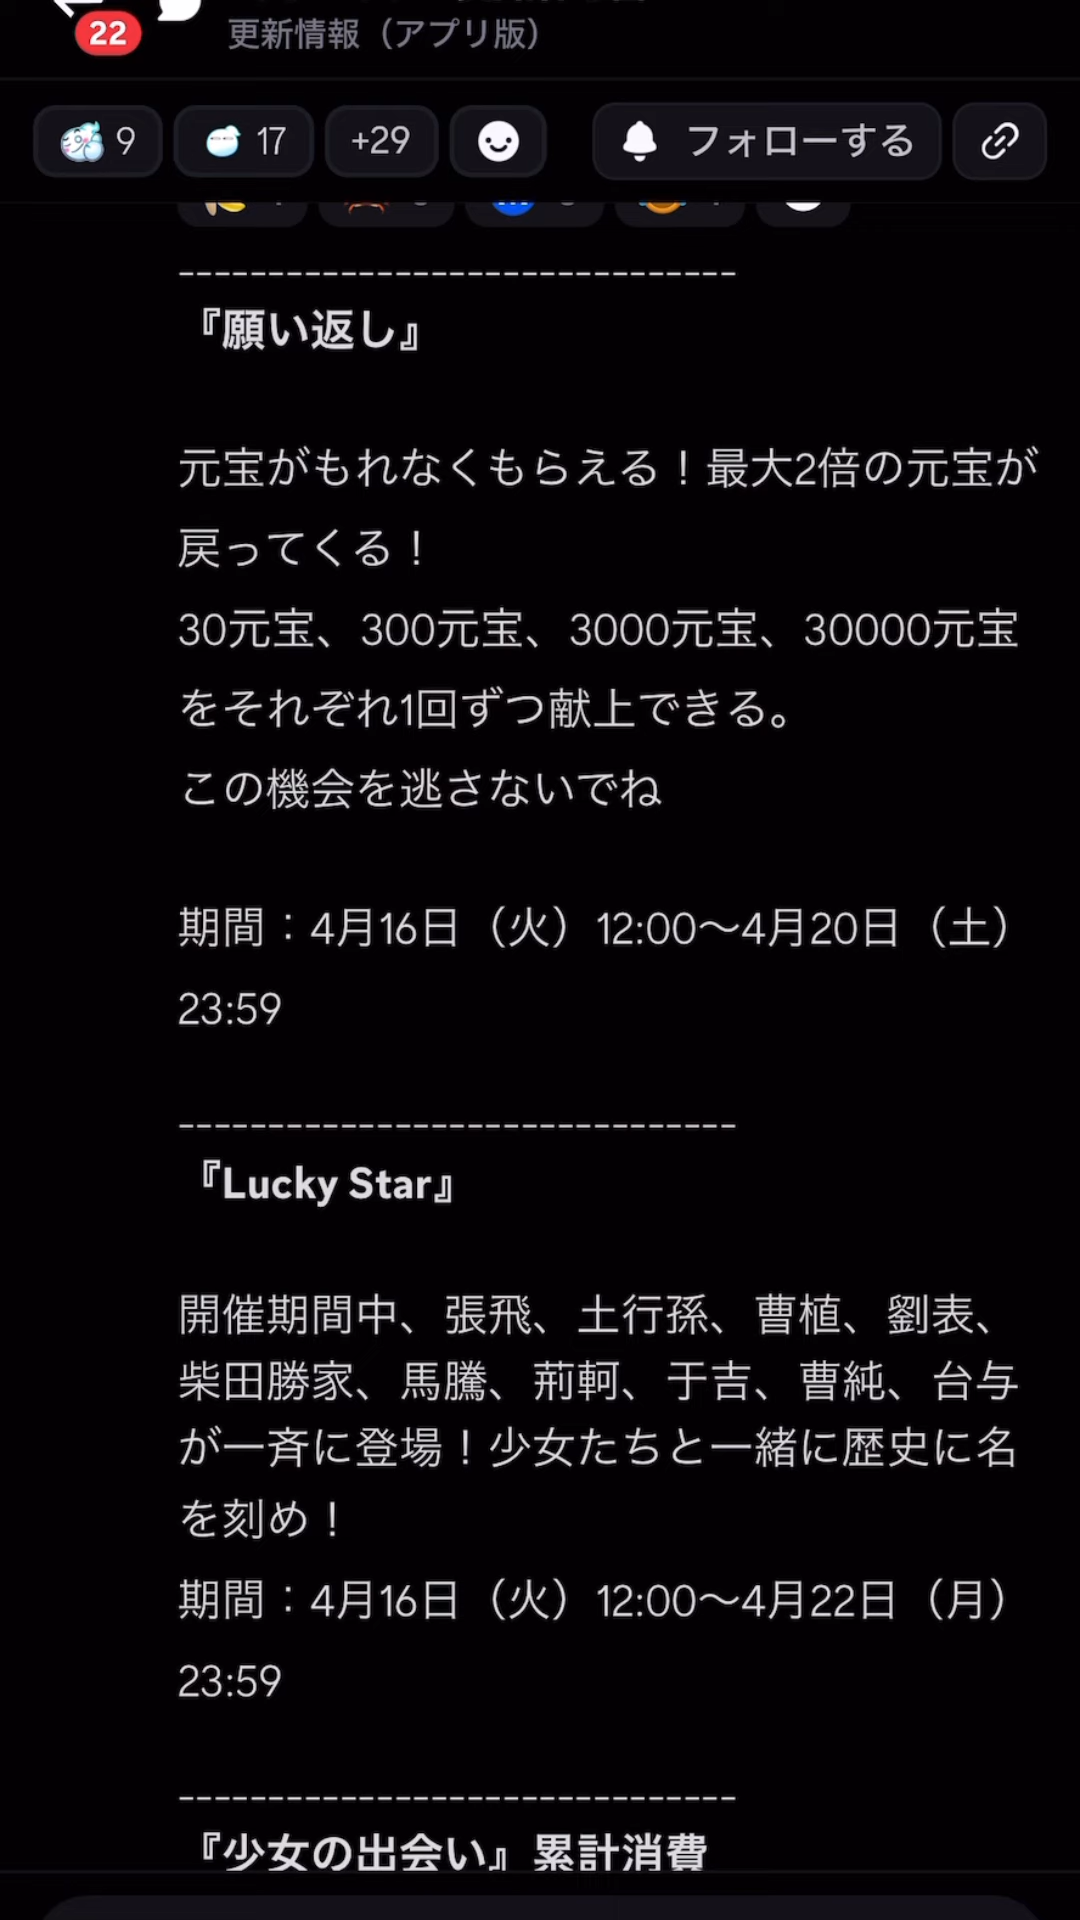 22
更新情報（アプリ版）
9 17 +29 フォローする
------------------------------
『願い返し』
元宝がもれなくもらえる！最大2倍の元宝が
戻ってくる！
30元宝、300元宝、3000元宝、30000元宝
をそれぞれ1回ずつ献上できる。
この機会を逃さないでね
期間：4月16日（火）12:00～4月20日（土）
23:59
------------------------------
『Lucky Star』
開催期間中、張飛、土行孫、曹植、劉表、
柴田勝家、馬騰、荊軻、于吉、曹純、台与
が一斉に登場！少女たちと一緒に歴史に名
を刻め！
期間：4月16日（火）12:00～4月22日（月）
23:59
------------------------------
『少女の出会い』累計消費